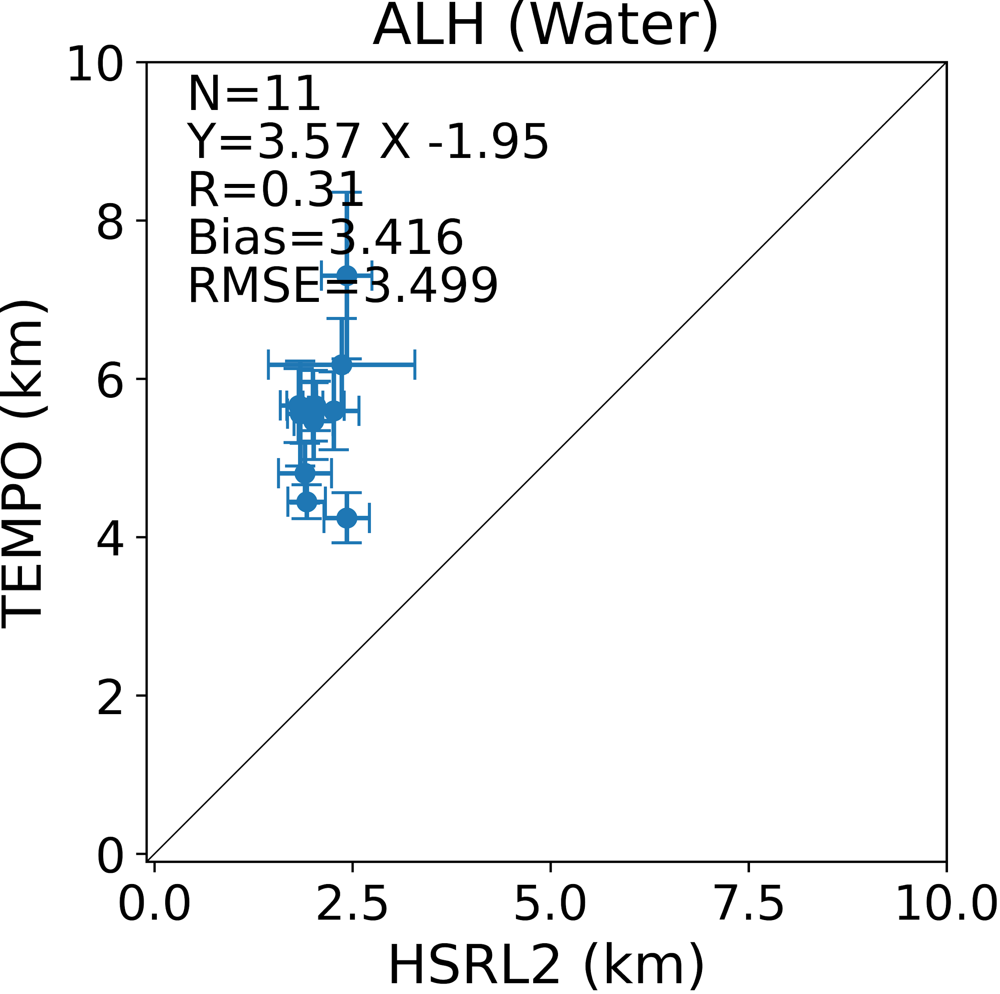 ALH (Water)
10
8
6
4
2
0
TEMPO (km)
N=11
Y=3.57 X -1.95
R=0.31
Bias=3.416
RMSE=3.499
0.0 2.5 5.0 7.5 10.0
HSRL2 (km)